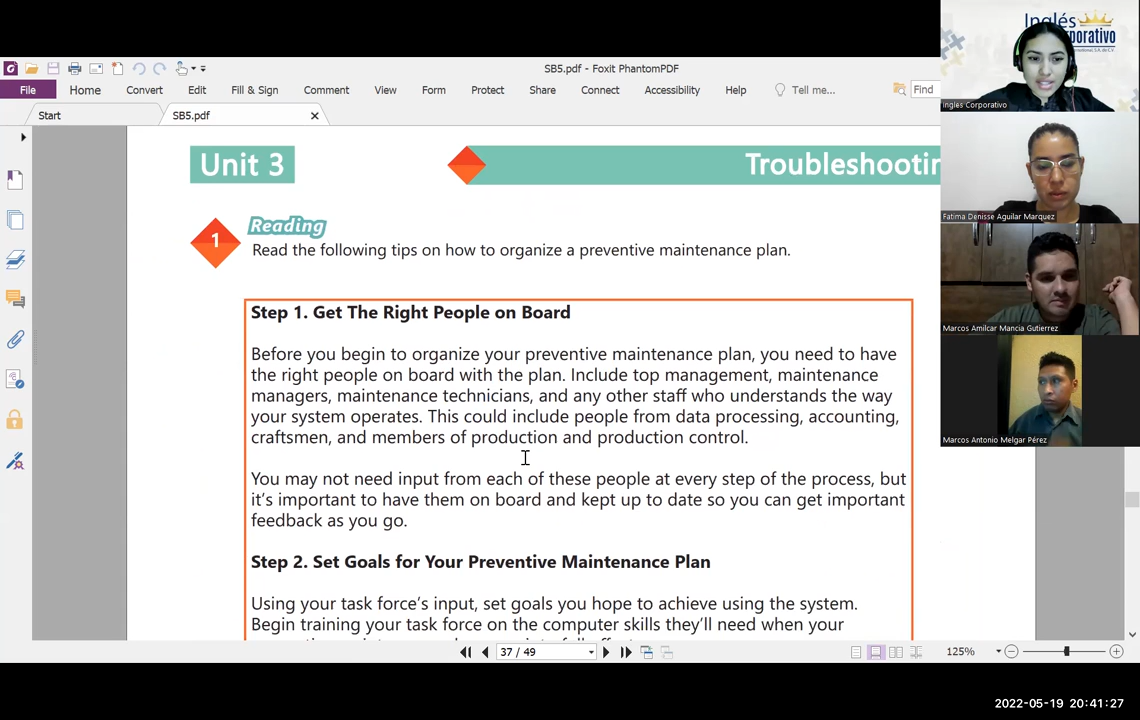 Inglés
Corporativo
SB5.pdf - Foxit PhantomPDF
File Home Convert Edit Fill & Sign Comment View Form Protect Share Connect Accessibility Help Tell me... Find
Start SB5.pdf
Inglés Corporativo
Unit 3
Troubleshootin
1
Reading
Read the following tips on how to organize a preventive maintenance plan.
Fatima Denisse Aguilar Marquez
Step 1. Get The Right People on Board
Marcos Amilcar Mancia Gutierrez
Before you begin to organize your preventive maintenance plan, you need to have
the right people on board with the plan. Include top management, maintenance
managers, maintenance technicians, and any other staff who understands the way
your system operates. This could include people from data processing, accounting,
craftsmen, and members of production and production control.
Marcos Antonio Melgar Pérez
You may not need input from each of these people at every step of the process, but
it's important to have them on board and kept up to date so you can get important
feedback as you go.
Step 2. Set Goals for Your Preventive Maintenance Plan
Using your task force's input, set goals you hope to achieve using the system.
Begin training your task force on the computer skills they'll need when your
37 / 49
125%
2022-05-19 20:41:27